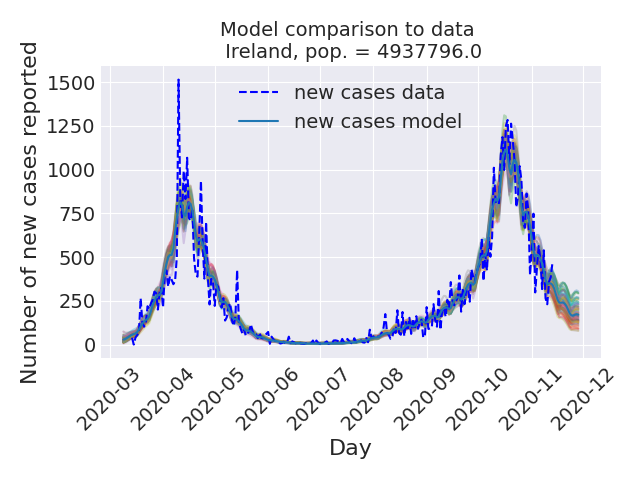 Model comparison to data
Ireland, pop. = 4937796.0
Number of new cases reported
1500
1250
1000
750
500
250
0
new cases data
new cases model
2020-03
2020-04
2020-05
2020-06
2020-07
2020-08
2020-09
2020-10
2020-11
2020-12
Day